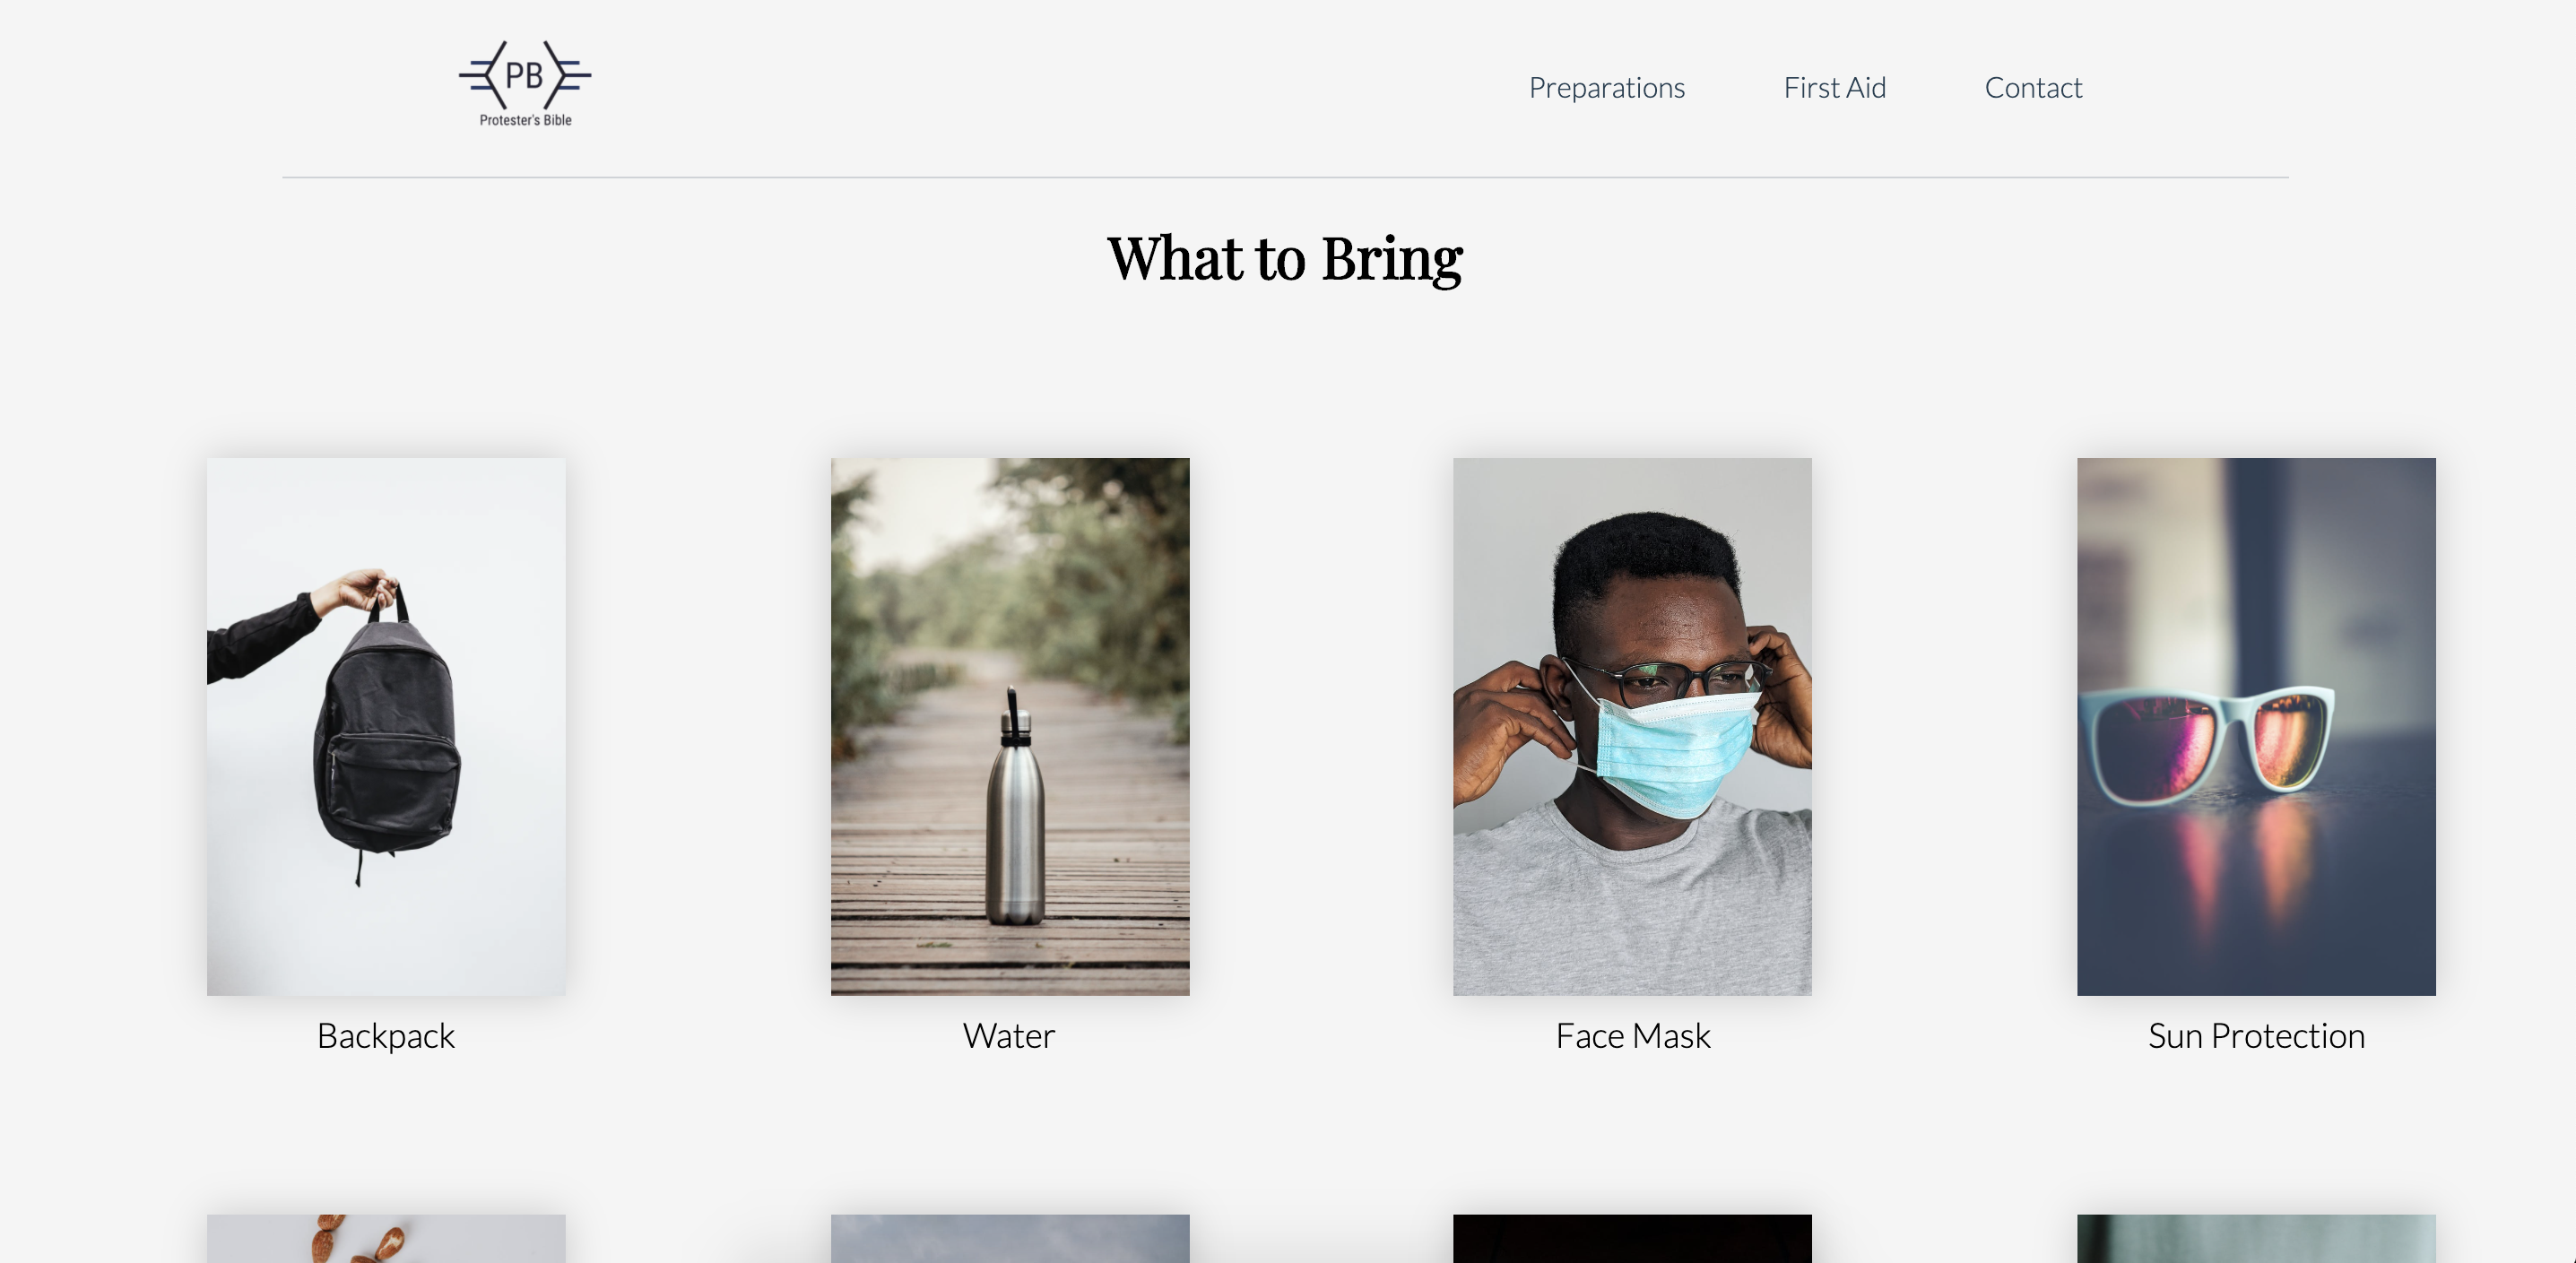 PB
Protester's Bible
Preparations
First Aid
Contact
What to Bring
Backpack
Water
Face Mask
Sun Protection